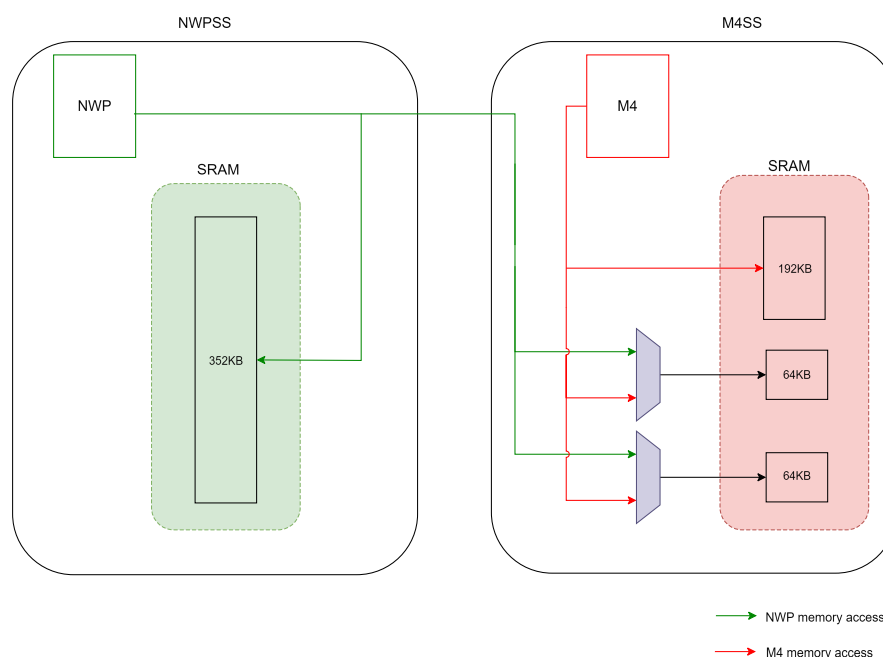 NWPSS
M4SS
NWP
M4
SRAM
SRAM
192KB
352KB
64KB
64KB
NWP memory access
M4 memory access